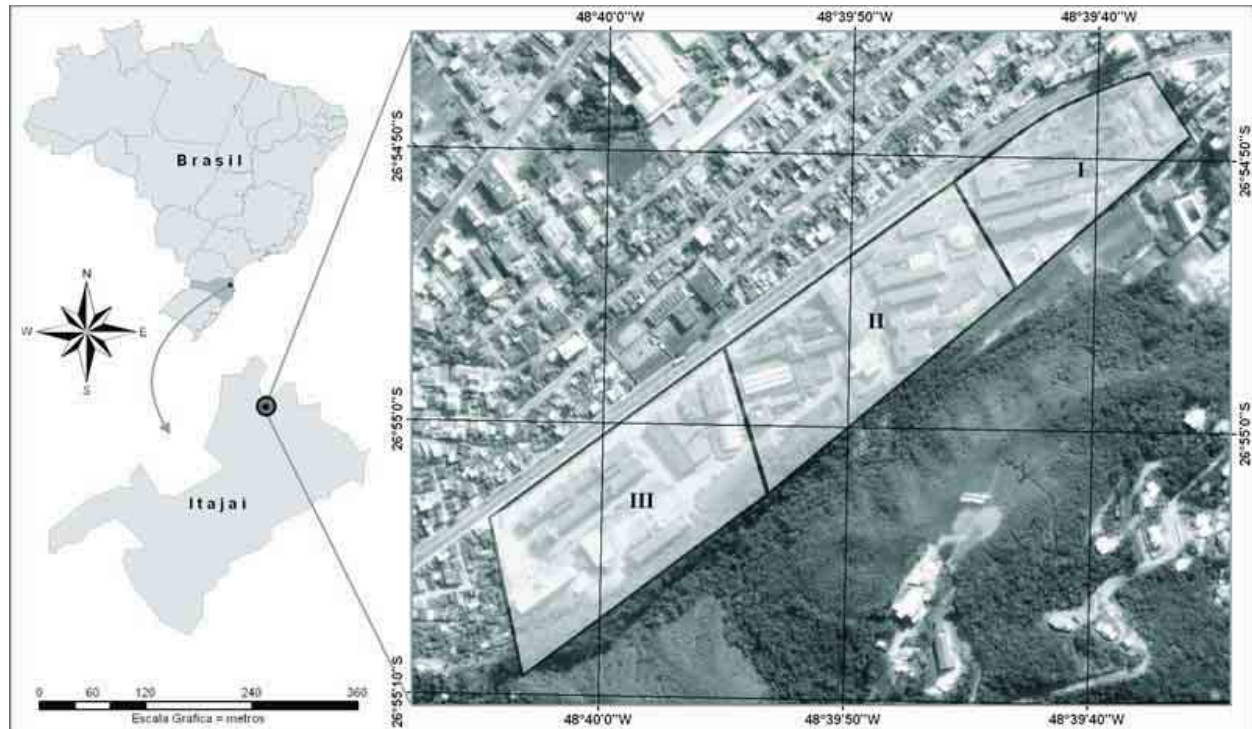 48°40'0"W 48°39'50"W 48°39'40"W
26°54'50"S
26°54'50"S
Brasil
I
N
W E
S
II
26°55'0"S
26°55'0"S
Itajai
III
26°55'10"S
0 60 120 240 360
Escala Gráfica = metros
48°40'0"W 48°39'50"W 48°39'40"W